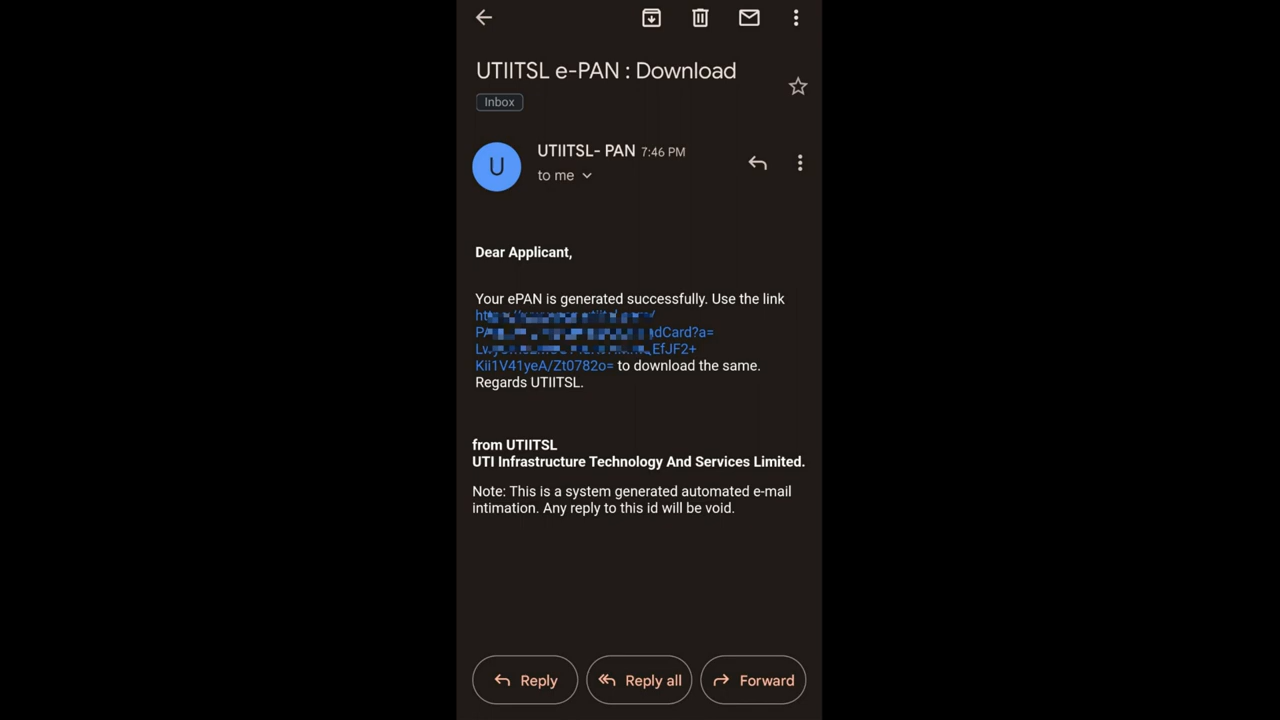 UTIITSL e-PAN : Download
Inbox
U
UTIITSL- PAN 7:46 PM
to me
Dear Applicant,
Your ePAN is generated successfully. Use the link
dCard?a=
EfJF2+
Kii1V41yeA/Zt0782o= to download the same.
Regards UTIITSL.
from UTIITSL
UTI Infrastructure Technology And Services Limited.
Note: This is a system generated automated e-mail
intimation. Any reply to this id will be void.
Reply
Reply all
Forward